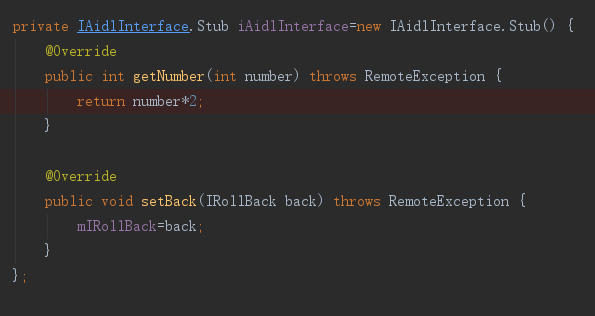 private IAidlInterface.Stub iAidlInterface=new IAidlInterface.Stub() {
@Override
public int getNumber(int number) throws RemoteException {
return number*2;
}
@Override
public void setBack(IRollBack back) throws RemoteException {
mIRollBack=back;
}
};